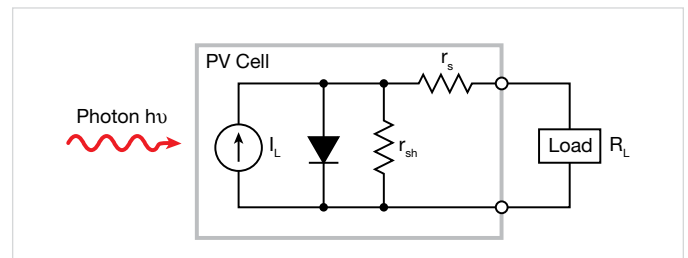 PV Cell
r_s
Photon hυ
I_L
r_sh
Load
R_L